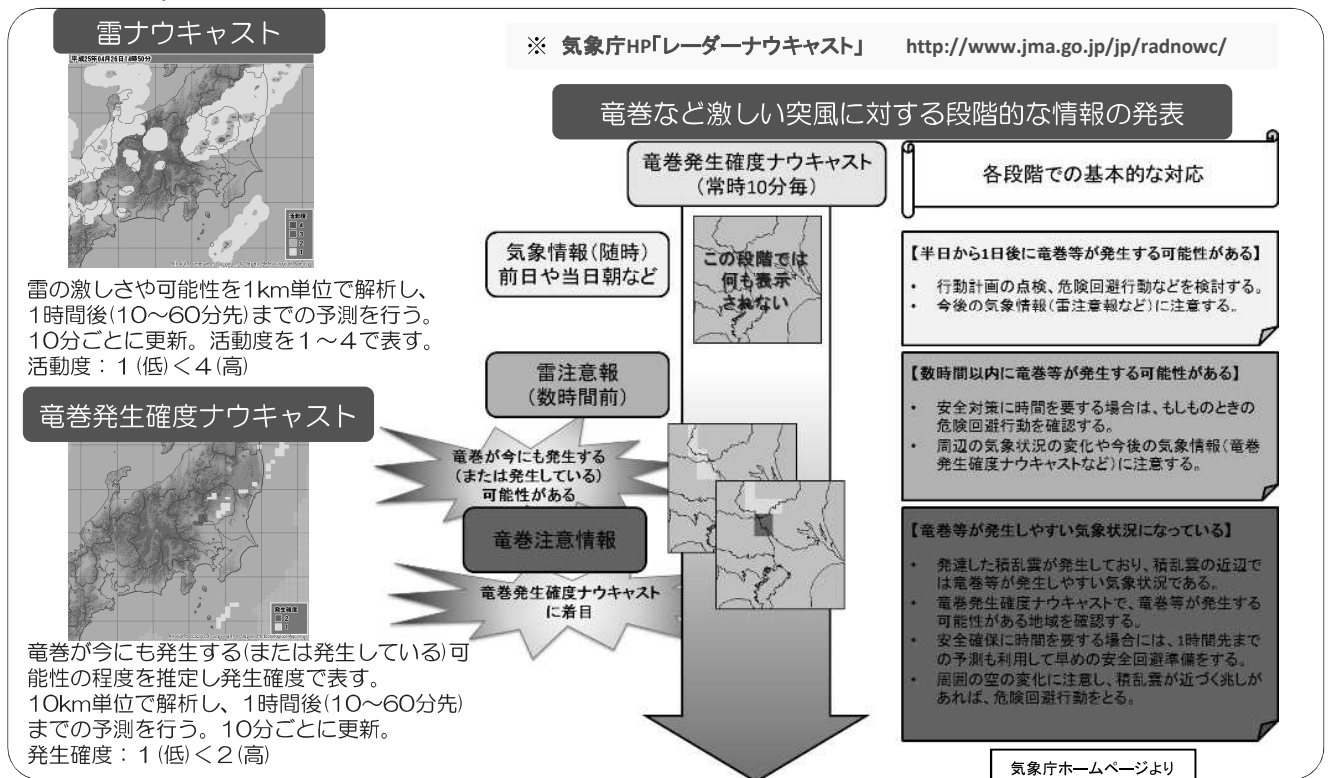 雷ナウキャスト
平成25年04月26日14時50分
活動度
4
3
2
1
雷の激しさや可能性を1km単位で解析し、
1時間後(10～60分先)までの予測を行う。
10分ごとに更新。活動度を1～4で表す。
活動度：1(低)＜4(高)
竜巻発生確度ナウキャスト
発生確度
2
1
竜巻が今にも発生する(または発生している)可
能性の程度を推定し発生確度で表す。
10km単位で解析し、1時間後(10～60分先)
までの予測を行う。10分ごとに更新。
発生確度：1(低)＜2(高)
※ 気象庁HP「レーダーナウキャスト」 http://www.jma.go.jp/jp/radnowc/
竜巻など激しい突風に対する段階的な情報の発表
竜巻発生確度ナウキャスト
(常時10分毎)
気象情報(随時)
前日や当日朝など
この段階では
何も表示
されない
雷注意報
(数時間前)
竜巻が今にも発生する
(または発生している)
可能性がある
竜巻注意情報
竜巻発生確度ナウキャスト
に着目
各段階での基本的な対応
【半日から1日後に竜巻等が発生する可能性がある】
・ 行動計画の点検、危険回避行動などを検討する。
・ 今後の気象情報(雷注意報など)に注意する。
【数時間以内に竜巻等が発生する可能性がある】
・ 安全対策に時間を要する場合は、もしものときの
危険回避行動を確認する。
・ 周辺の気象状況の変化や今後の気象情報(竜巻
発生確度ナウキャストなど)に注意する。
【竜巻等が発生しやすい気象状況になっている】
・ 発達した積乱雲が発生しており、積乱雲の近辺で
は竜巻等が発生しやすい気象状況である。
・ 竜巻発生確度ナウキャストで、竜巻等が発生する
可能性がある地域を確認する。
・ 安全確保に時間を要する場合には、1時間先まで
の予測も利用して早めの安全回避準備をする。
・ 周囲の空の変化に注意し、積乱雲が近づく兆しが
あれば、危険回避行動をとる。
気象庁ホームページより